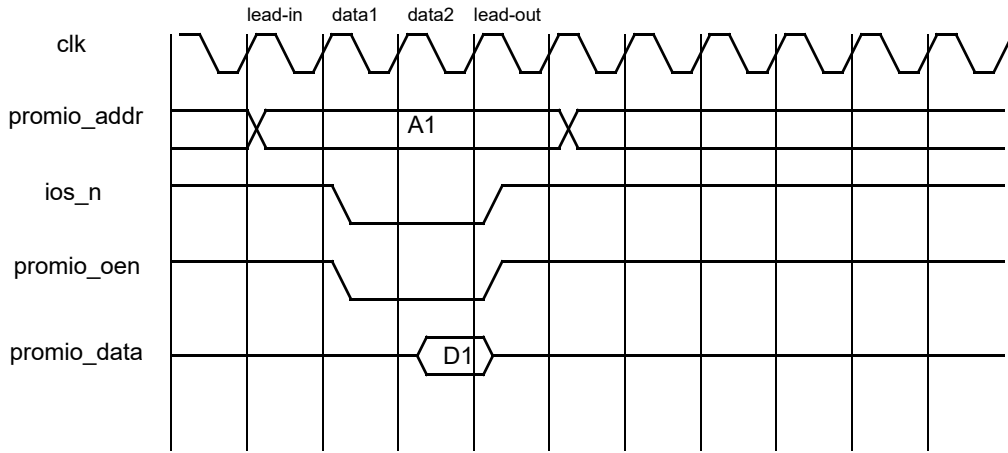 lead-in data1 data2 lead-out
clk
promio_addr
A1
ios_n
promio_oen
promio_data
D1